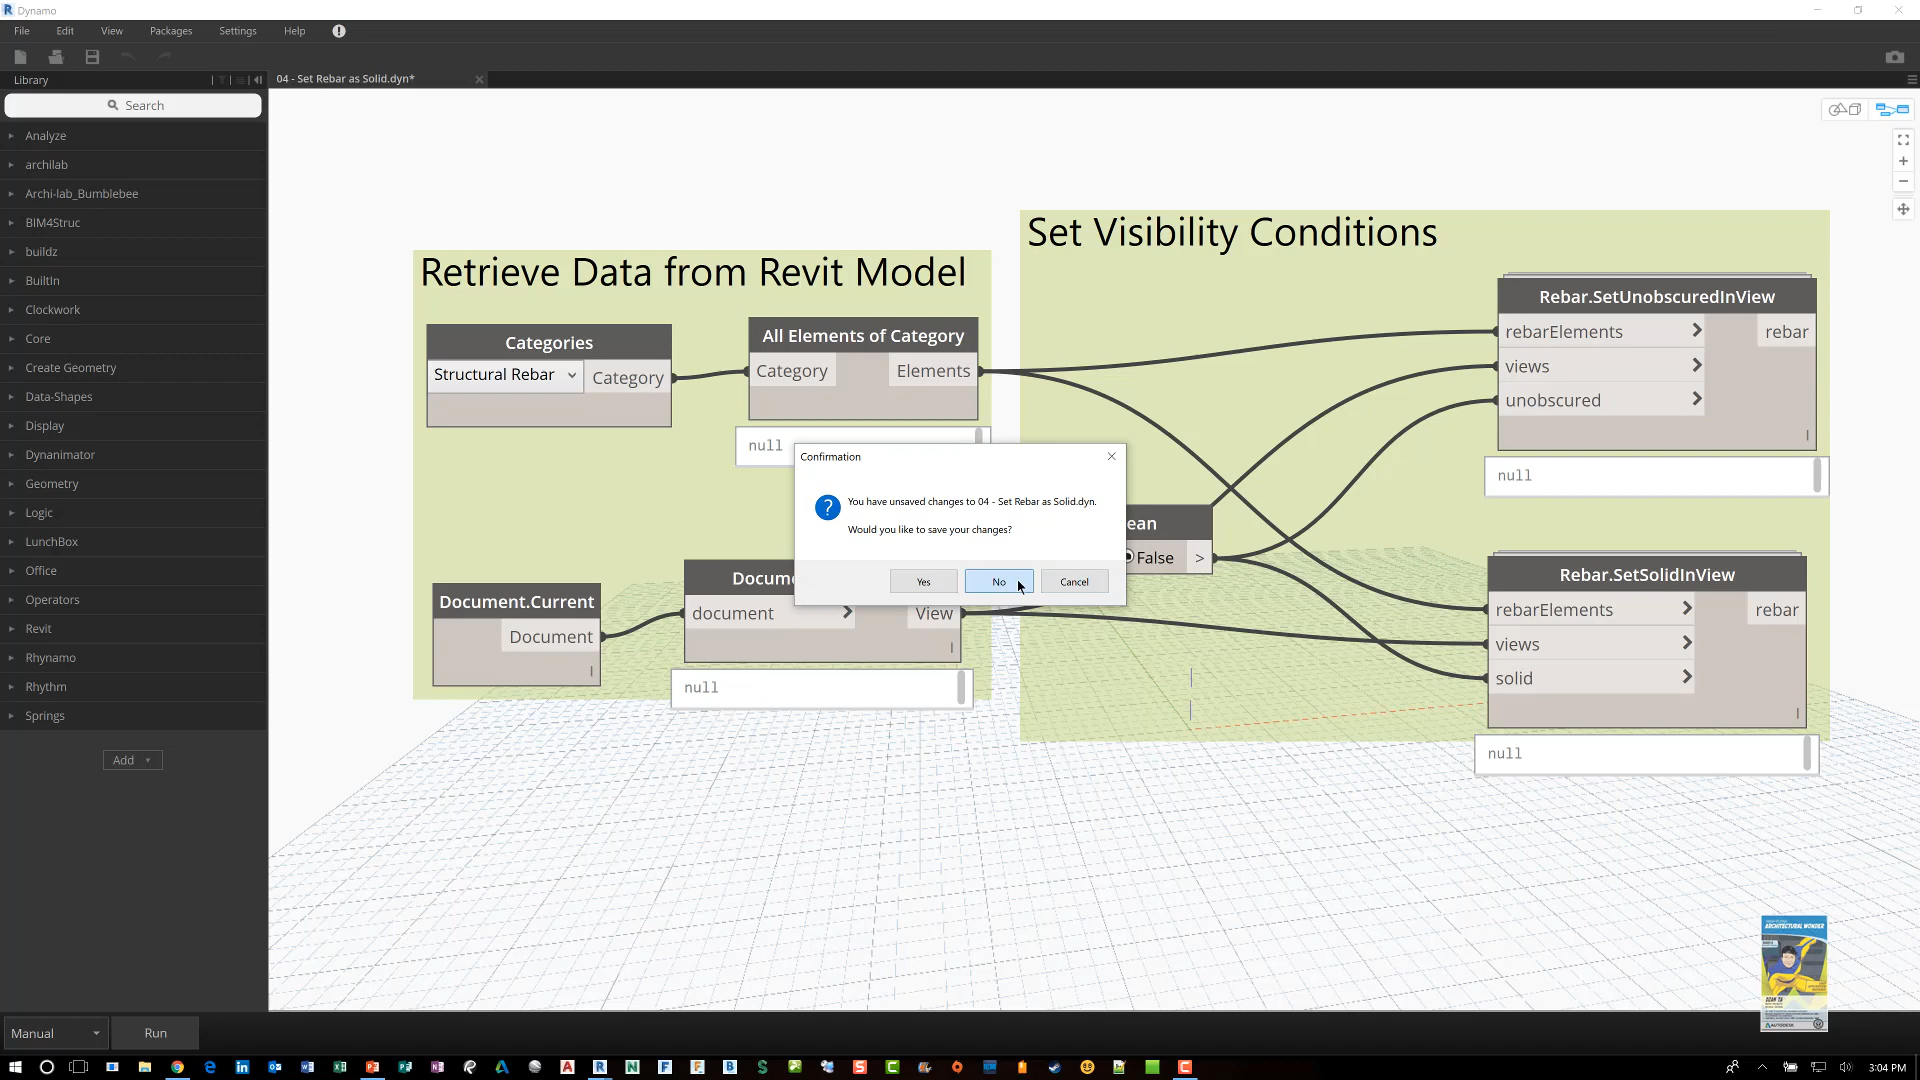 Dynamo
File Edit View Packages Settings Help
Library
04 - Set Rebar as Solid.dyn*
Search
Analyze
archilab
Archi-lab_Bumblebee
BIM4Struc
buildz
BuiltIn
Clockwork
Core
Create Geometry
Data-Shapes
Display
Dynanimator
Geometry
Logic
LunchBox
Office
Operators
Revit
Rhynamo
Rhythm
Springs
Add
Retrieve Data from Revit Model
Categories
Structural Rebar
Category
All Elements of Category
Category
Elements
null
Document.Current
Document
Docume
document
View
null
Set Visibility Conditions
Rebar.SetUnobscuredInView
rebarElements
rebar
views
unobscured
null
ean
False
>
Rebar.SetSolidInView
rebarElements
rebar
views
solid
null
Confirmation
You have unsaved changes to 04 - Set Rebar as Solid.dyn.
Would you like to save your changes?
Yes
No
Cancel
ARCHITECTURAL WONDER
AUTODESK
Manual
Run
3:04 PM